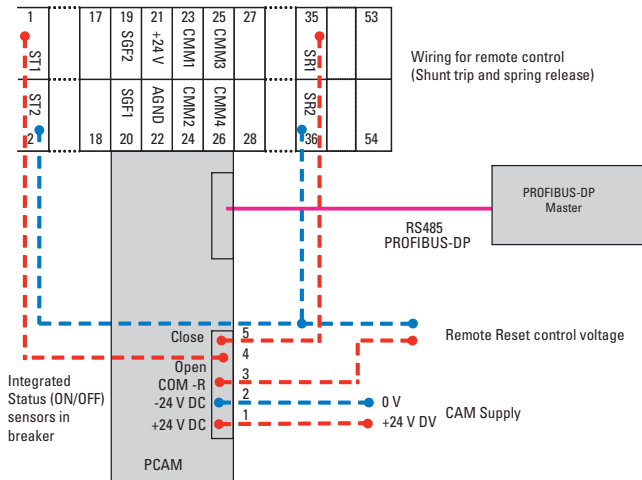 1 17 19 21 23 25 27 35 53
ST1 SGF2 +24 V CMM1 CMM3 SR1
ST2 SGF1 AGND CMM2 CMM4 SR2
2 18 20 22 24 26 28 36 54
Wiring for remote control
(Shunt trip and spring release)
PROFIBUS-DP
Master
RS485
PROFIBUS-DP
Close 5
4
Open
COM -R 3
-24 V DC 2
+24 V DC 1
Remote Reset control voltage
0 V
+24 V DV
CAM Supply
Integrated
Status (ON/OFF)
sensors in
breaker
PCAM